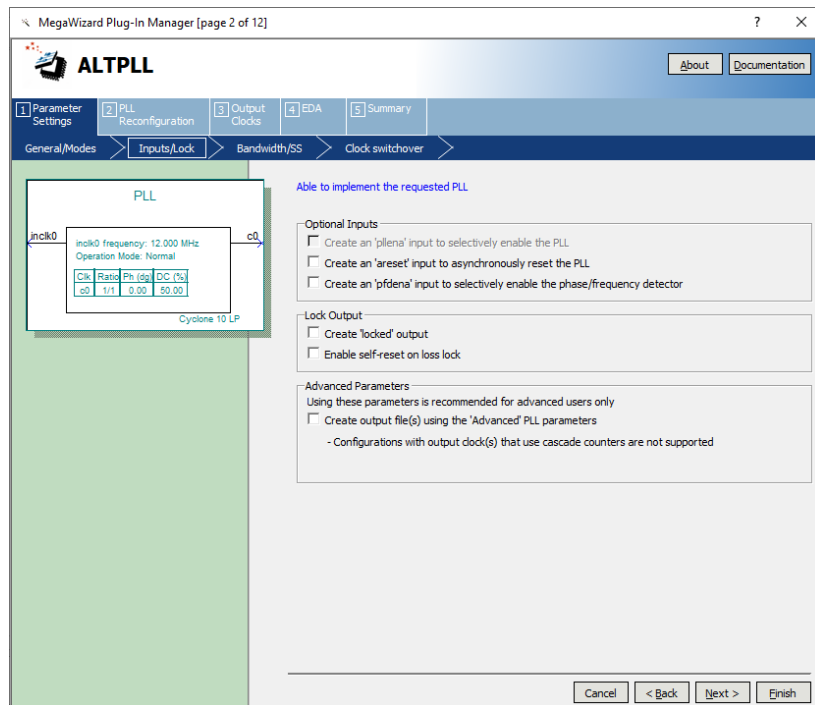 MegaWizard Plug-In Manager [page 2 of 12]
?
ALTPLL
About
Documentation
1 Parameter Settings
2 PLL Reconfiguration
3 Output Clocks
4 EDA
5 Summary
General/Modes
Inputs/Lock
Bandwidth/SS
Clock switchover
PLL
inclk0
c0
inclk0 frequency: 12.000 MHz
Operation Mode: Normal
Clk Ratio Ph (dg) DC (%)
c0 1/1 0.00 50.00
Cyclone 10 LP
Able to implement the requested PLL
Optional Inputs
Create an 'pllena' input to selectively enable the PLL
Create an 'areset' input to asynchronously reset the PLL
Create an 'pfdena' input to selectively enable the phase/frequency detector
Lock Output
Create 'locked' output
Enable self-reset on loss lock
Advanced Parameters
Using these parameters is recommended for advanced users only
Create output file(s) using the 'Advanced' PLL parameters
- Configurations with output clock(s) that use cascade counters are not supported
Cancel
< Back
Next >
Finish